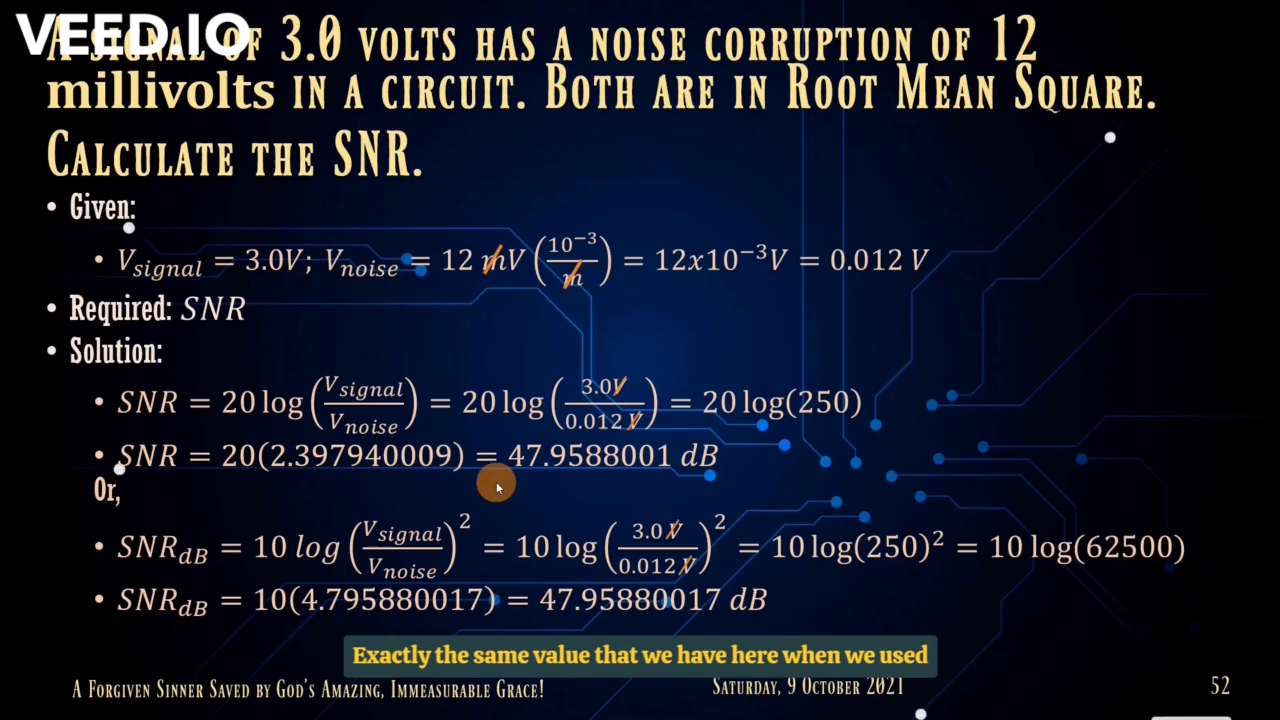 VEED.IO
A SIGNAL OF 3.0 VOLTS HAS A NOISE CORRUPTION OF 12
millivolts IN A CIRCUIT. BOTH ARE IN ROOT MEAN SQUARE.
CALCULATE THE SNR.
• Given:
• V_signal = 3.0V; V_noise = 12 mV (10⁻³/m) = 12x10⁻³V = 0.012 V
• Required: SNR
• Solution:
• SNR = 20 log (V_signal/V_noise) = 20 log (3.0V/0.012 V) = 20 log(250)
• SNR = 20(2.397940009) = 47.9588001 dB
Or,
• SNR_dB = 10 log (V_signal/V_noise)² = 10 log (3.0 V/0.012 V)² = 10 log(250)² = 10 log(62500)
• SNR_dB = 10(4.795880017) = 47.95880017 dB
Exactly the same value that we have here when we used
A FORGIVEN SINNER SAVED BY GOD'S AMAZING, IMMEASURABLE GRACE!
SATURDAY, 9 OCTOBER 2021
52